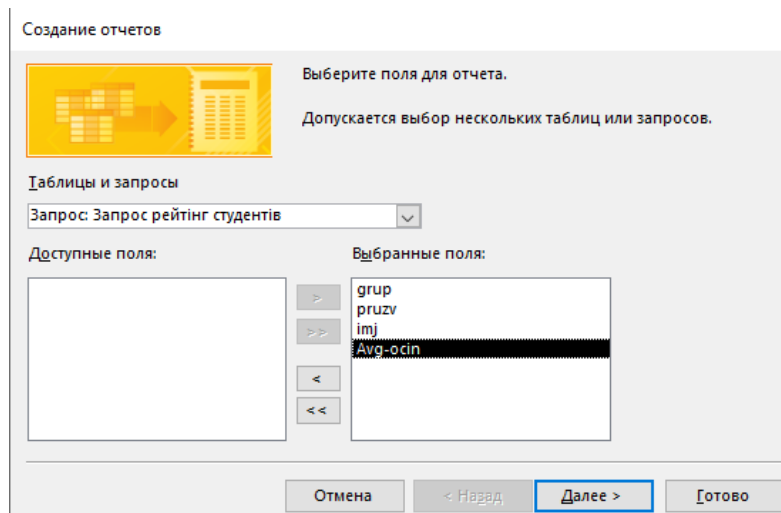 Создание отчетов
Выберите поля для отчета.
Допускается выбор нескольких таблиц или запросов.
Таблицы и запросы
Запрос: Запрос рейтінг студентів
Доступные поля:
Выбранные поля:
>
>>
<
<<
grup
pruzv
imj
Avg-ocin
Отмена
< Назад
Далее >
Готово